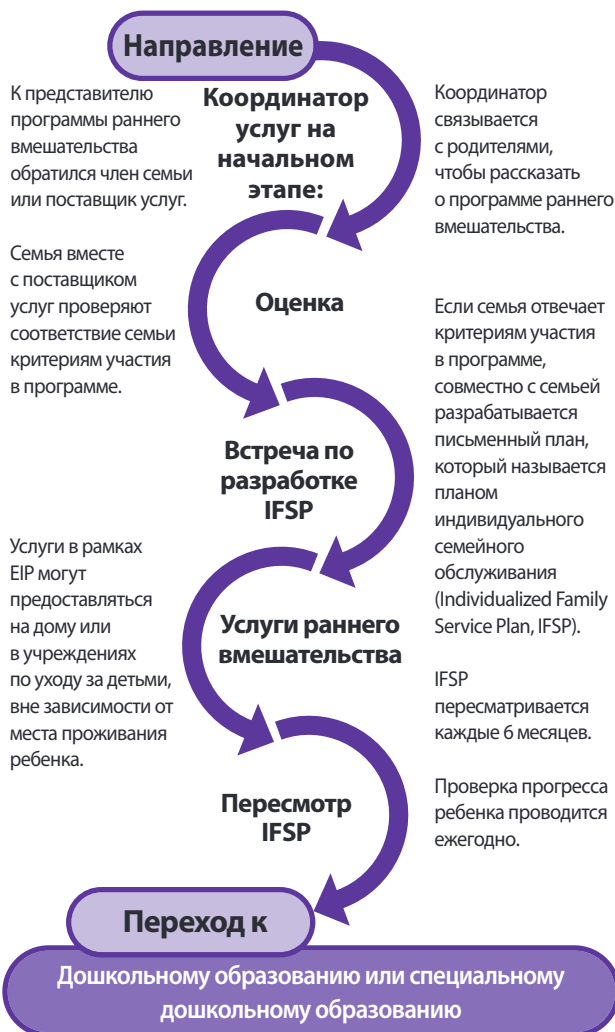 Направление
К представителю
программы раннего
вмешательства
обратился член семьи
или поставщик услуг.
Координатор
услуг на
начальном
этапе:
Координатор
связывается
с родителями,
чтобы рассказать
о программе раннего
вмешательства.
Семья вместе
с поставщиком
услуг проверяют
соответствие семьи
критериям участия
в программе.
Оценка
Если семья отвечает
критериям участия
в программе,
совместно с семьей
разрабатывается
письменный план,
который называется
планом
индивидуального
семейного
обслуживания
(Individualized Family
Service Plan, IFSP).
Встреча по
разработке
IFSP
Услуги в рамках
EIP могут
предоставляться
на дому или
в учреждениях
по уходу за детьми,
вне зависимости от
места проживания
ребенка.
Услуги раннего
вмешательства
IFSP
пересматривается
каждые 6 месяцев.
Проверка прогресса
ребенка проводится
ежегодно.
Пересмотр
IFSP
Переход к
Дошкольному образованию или специальному
дошкольному образованию